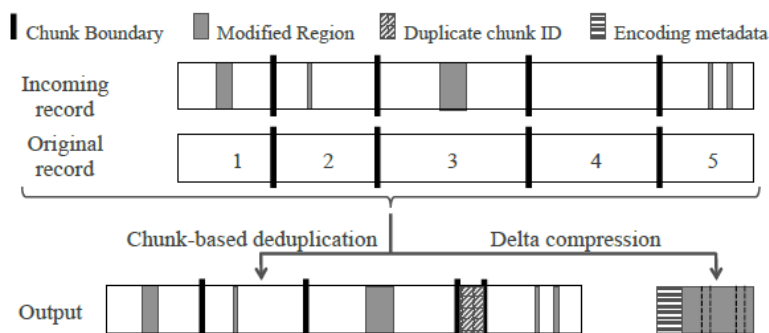 Chunk Boundary Modified Region Duplicate chunk ID Encoding metadata
Incoming
record
Original
record
1 2 3 4 5
Chunk-based deduplication Delta compression
Output